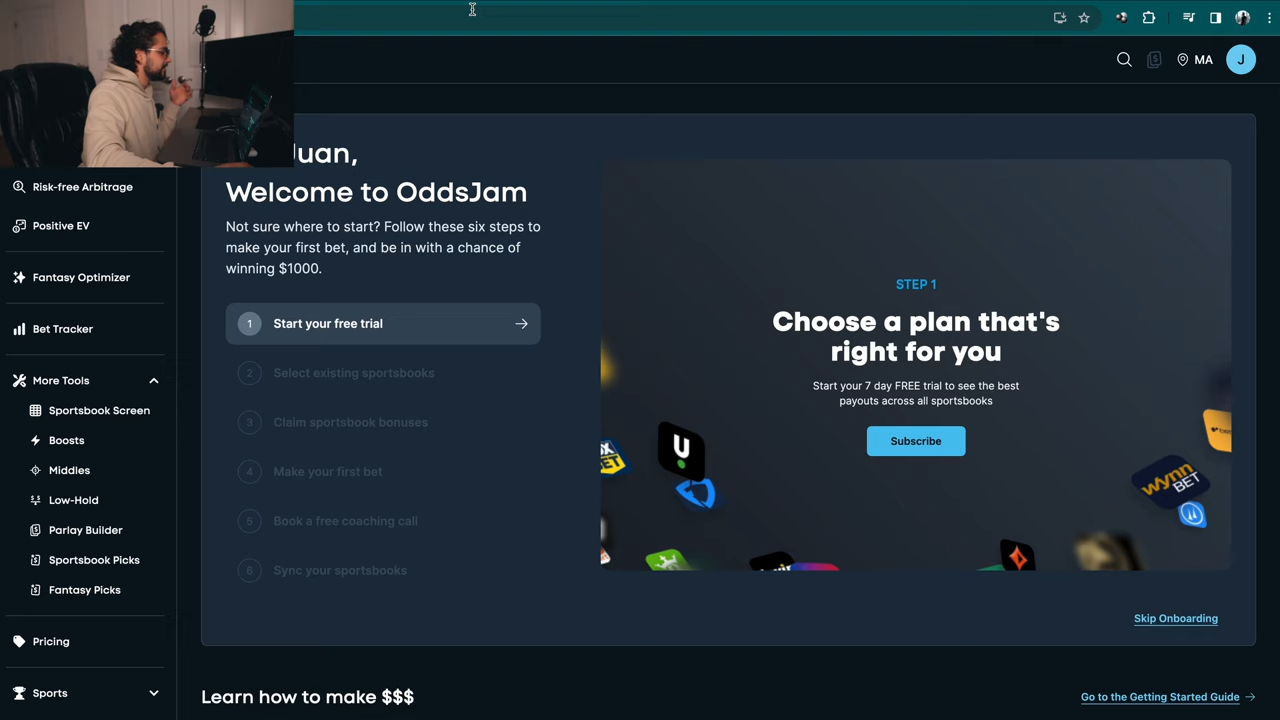 MA
J
Juan,
Welcome to OddsJam
Not sure where to start? Follow these six steps to
make your first bet, and be in with a chance of
winning $1000.
1 Start your free trial
2 Select existing sportsbooks
3 Claim sportsbook bonuses
4 Make your first bet
5 Book a free coaching call
6 Sync your sportsbooks
STEP 1
Choose a plan that's
right for you
Start your 7 day FREE trial to see the best
payouts across all sportsbooks
Subscribe
U
WYNN
BET
Skip Onboarding
Risk-free Arbitrage
Positive EV
Fantasy Optimizer
Bet Tracker
More Tools
Sportsbook Screen
Boosts
Middles
Low-Hold
Parlay Builder
Sportsbook Picks
Fantasy Picks
Pricing
Sports
Learn how to make $$$
Go to the Getting Started Guide